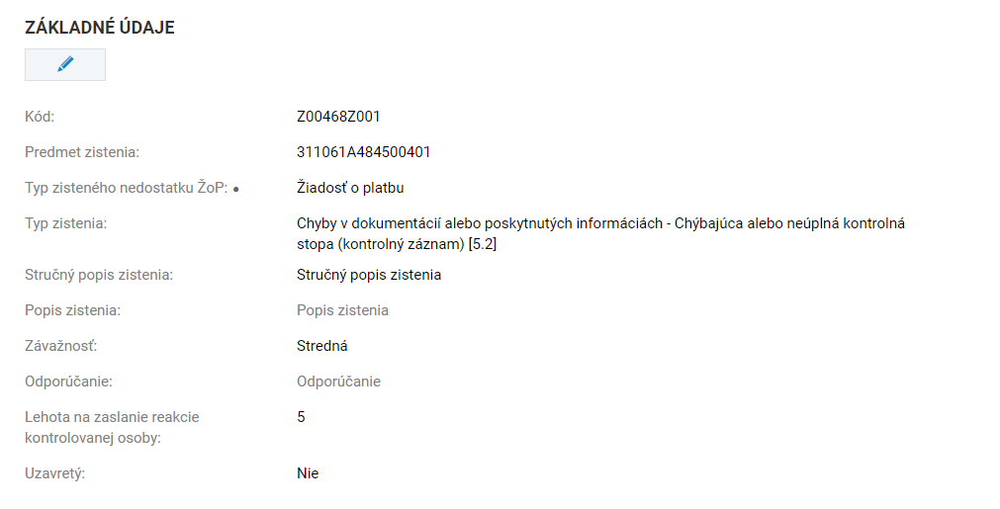 ZÁKLADNÉ ÚDAJE
Kód: Z00468Z001
Predmet zistenia: 311061A484500401
Typ zisteného nedostatku ŽoP: ● Žiadosť o platbu
Typ zistenia: Chyby v dokumentácií alebo poskytnutých informáciách - Chýbajúca alebo neúplná kontrolná
stopa (kontrolný záznam) [5.2]
Stručný popis zistenia: Stručný popis zistenia
Popis zistenia: Popis zistenia
Závažnosť: Stredná
Odporúčanie: Odporúčanie
Lehota na zaslanie reakcie 5
kontrolovanej osoby:
Uzavretý: Nie